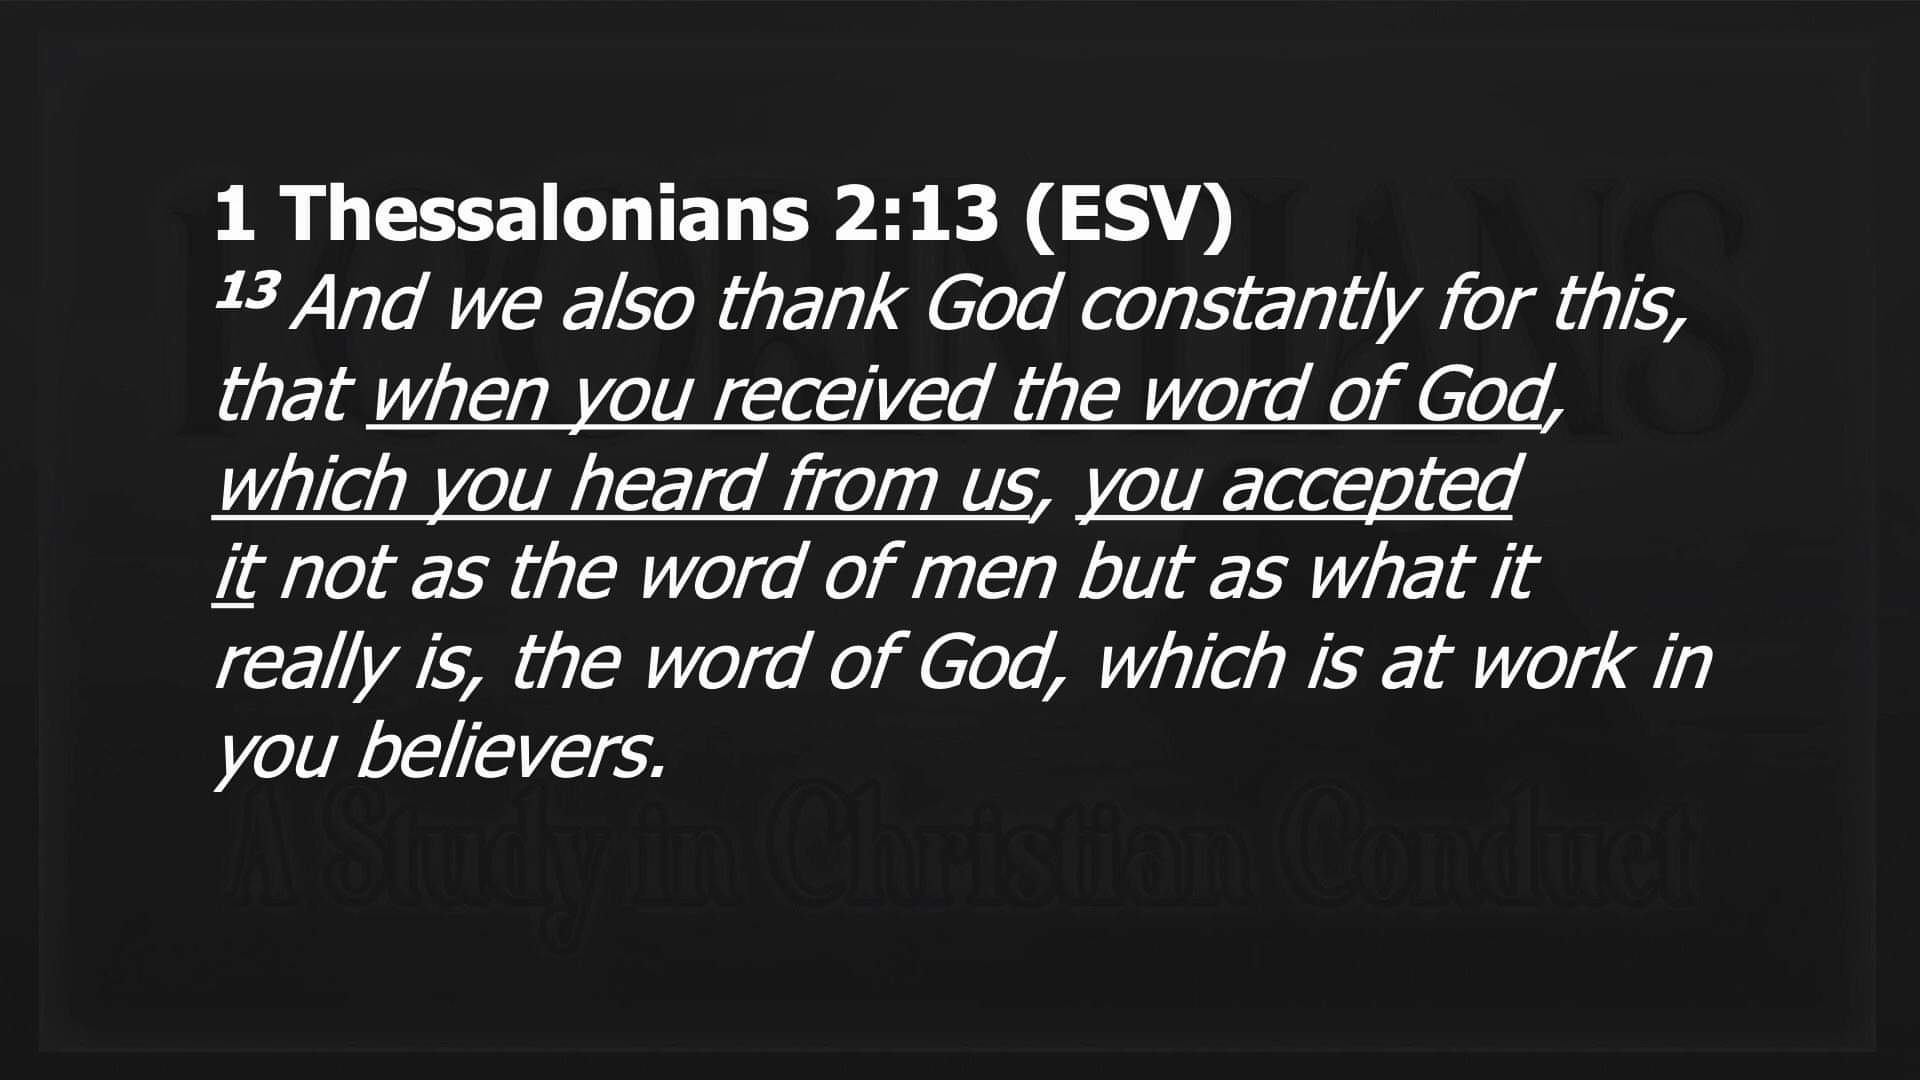 1 Thessalonians 2:13 (ESV)
13 And we also thank God constantly for this,
that when you received the word of God,
which you heard from us, you accepted
it not as the word of men but as what it
really is, the word of God, which is at work in
you believers.
1 CORINTHIANS
A Study in Christian Conduct